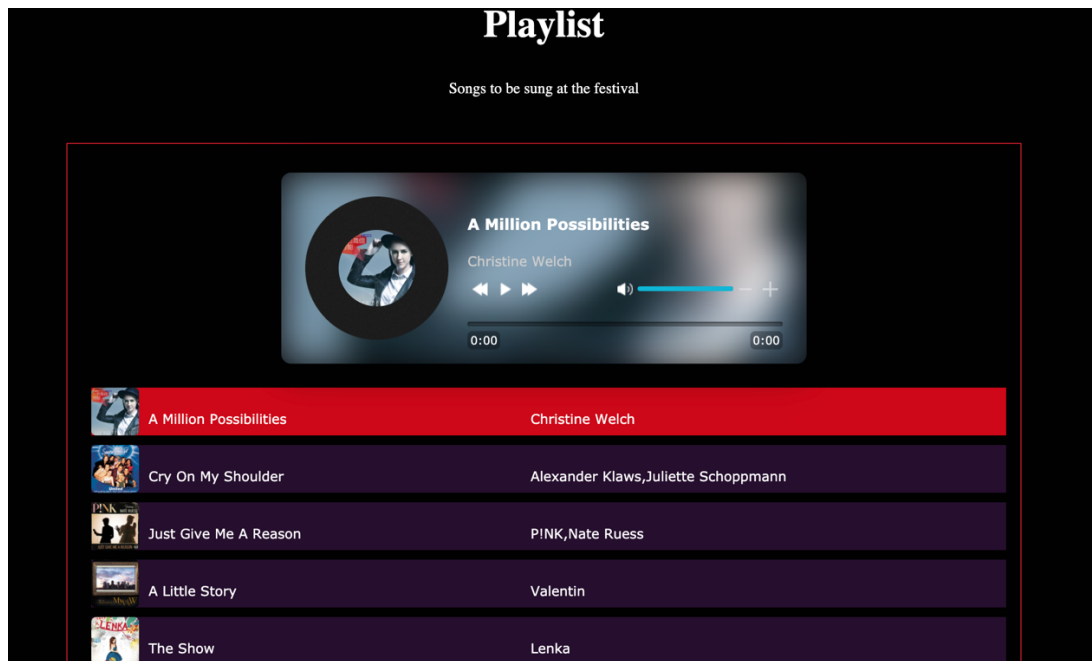 Playlist
Songs to be sung at the festival
A Million Possibilities
Christine Welch
0:00 0:00
A Million Possibilities Christine Welch
Cry On My Shoulder Alexander Klaws,Juliette Schoppmann
P!NK
Just Give Me A Reason P!NK,Nate Ruess
A Little Story Valentin
LENKA
The Show Lenka